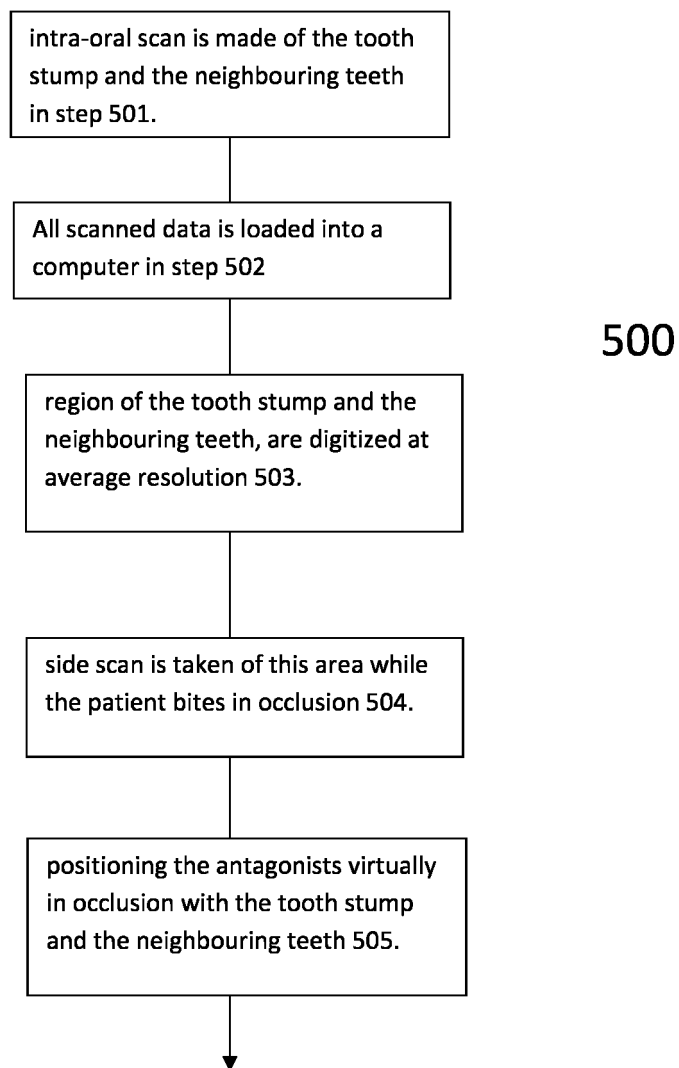 intra-oral scan is made of the tooth
stump and the neighbouring teeth
in step 501.
All scanned data is loaded into a
computer in step 502
500
region of the tooth stump and the
neighbouring teeth, are digitized at
average resolution 503.
side scan is taken of this area while
the patient bites in occlusion 504.
positioning the antagonists virtually
in occlusion with the tooth stump
and the neighbouring teeth 505.